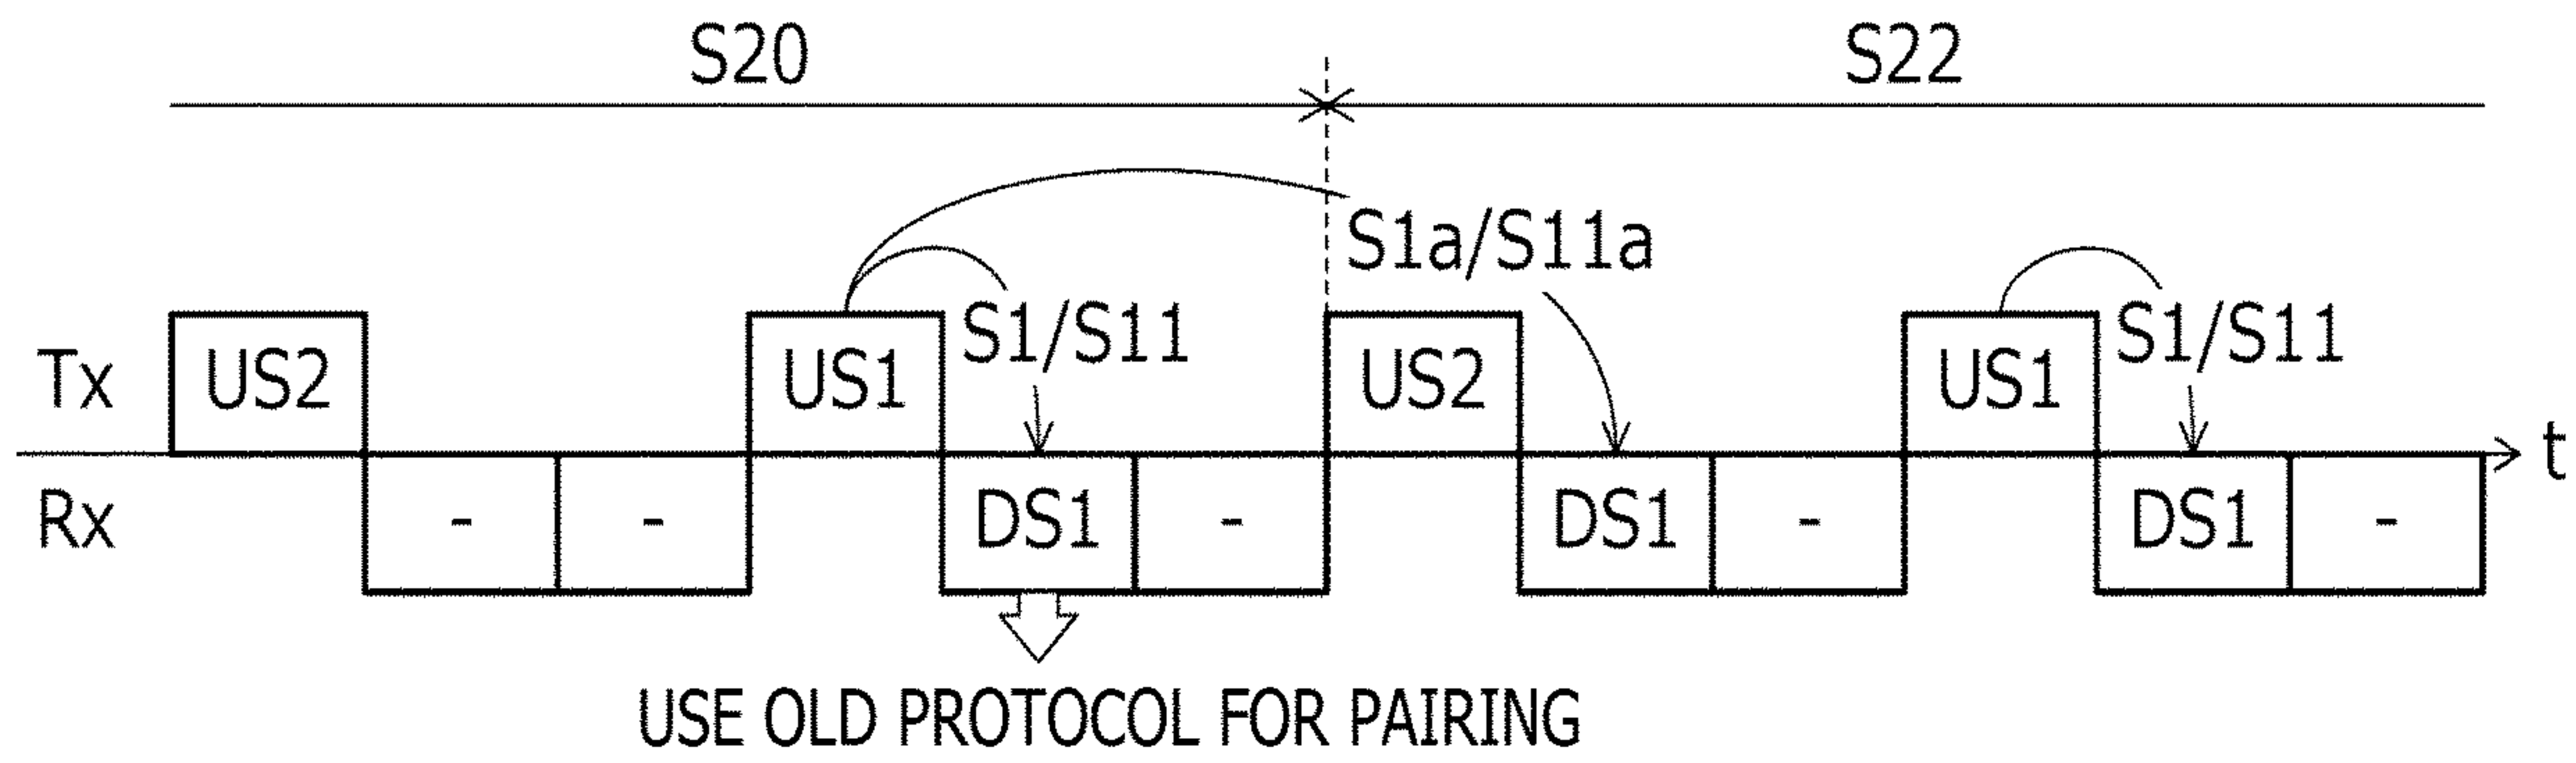 S20 S22
S1a/S11a
S1/S11 S1/S11
Tx US2 US1 US2 US1
t
Rx - - DS1 - DS1 - DS1 -
USE OLD PROTOCOL FOR PAIRING